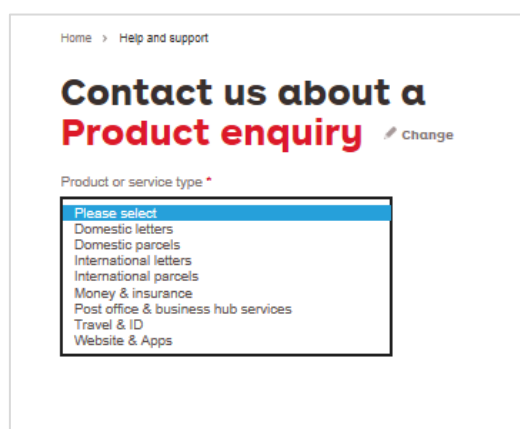 Home > Help and support
Contact us about a
Product enquiry Change
Product or service type *
Please select
Domestic letters
Domestic parcels
International letters
International parcels
Money & insurance
Post office & business hub services
Travel & ID
Website & Apps